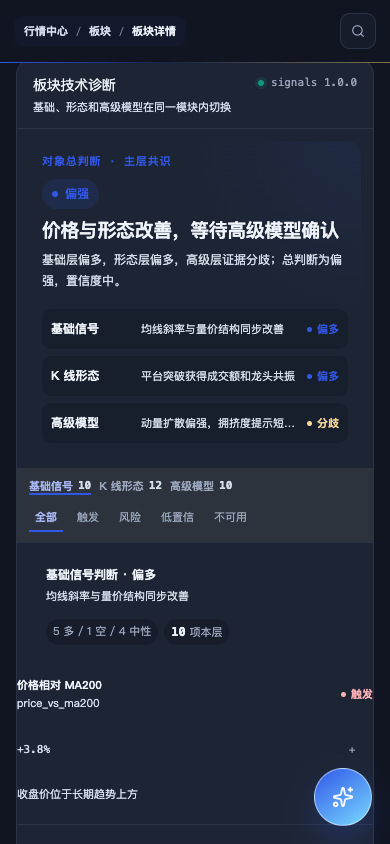 行情中心 / 板块 / 板块详情
板块技术诊断
signals 1.0.0
基础、形态和高级模型在同一模块内切换
对象总判断 · 主层共识
偏强
价格与形态改善，等待高级模型确认
基础层偏多，形态层偏多，高级层证据分歧；总判断为偏
强，置信度中。
基础信号 均线斜率与量价结构同步改善 偏多
K 线形态 平台突破获得成交额和龙头共振 偏多
高级模型 动量扩散偏强，拥挤度提示短... 分歧
基础信号 10 K 线形态 12 高级模型 10
全部 触发 风险 低置信 不可用
基础信号判断 · 偏多
均线斜率与量价结构同步改善
5 多 / 1 空 / 4 中性 10 项本层
价格相对 MA200
price_vs_ma200
触发
+3.8% +
收盘价位于长期趋势上方